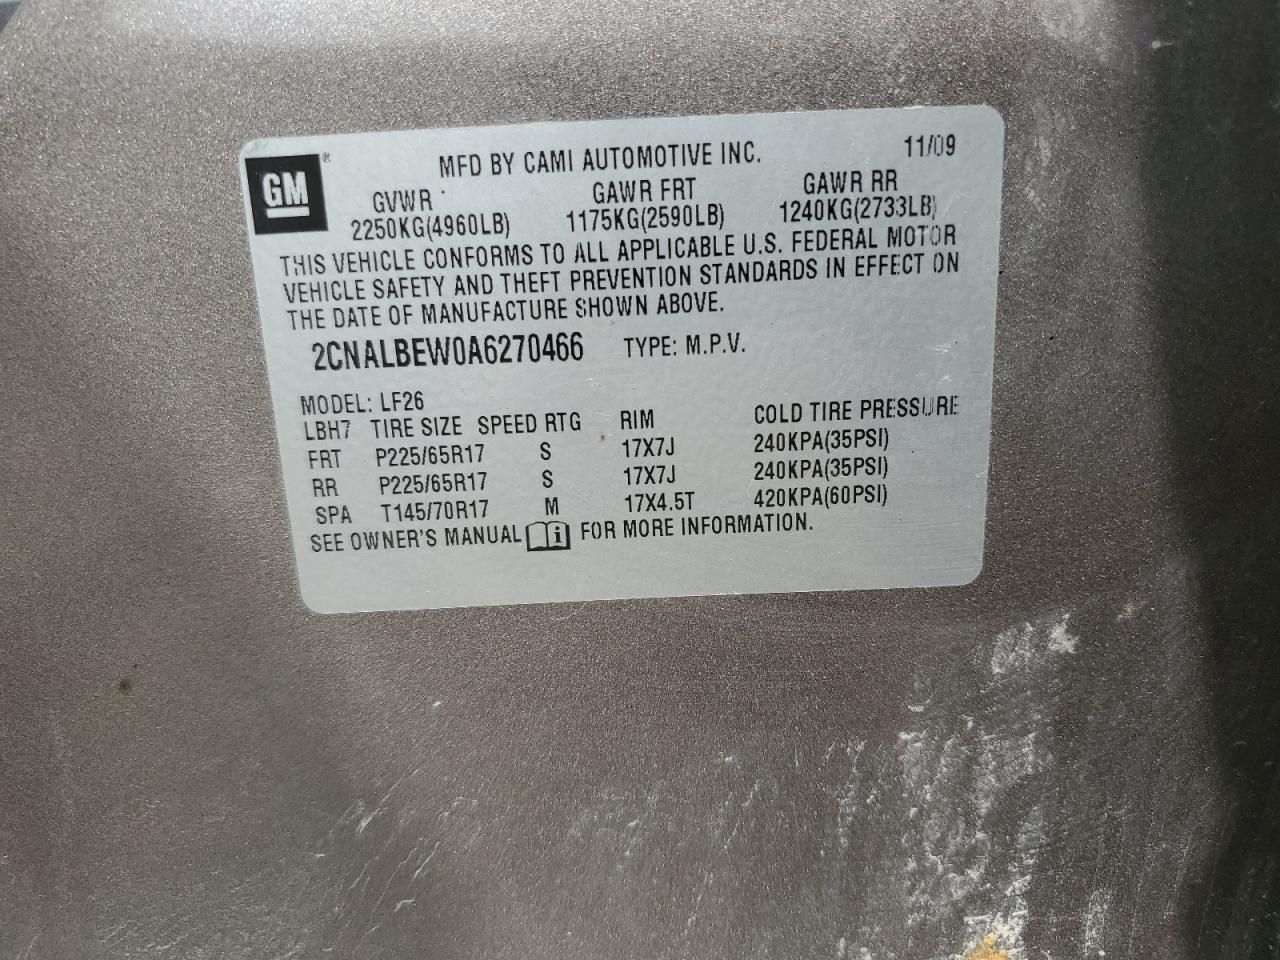 GM®
MFD BY CAMI AUTOMOTIVE INC. 11/09
GVWR GAWR FRT GAWR RR
2250KG(4960LB) 1175KG(2590LB) 1240KG(2733LB)
THIS VEHICLE CONFORMS TO ALL APPLICABLE U.S. FEDERAL MOTOR
VEHICLE SAFETY AND THEFT PREVENTION STANDARDS IN EFFECT ON
THE DATE OF MANUFACTURE SHOWN ABOVE.
2CNALBEW0A6270466 TYPE: M.P.V.
MODEL: LF26
LBH7 TIRE SIZE SPEED RTG RIM COLD TIRE PRESSURE
FRT P225/65R17 S 17X7J 240KPA(35PSI)
RR P225/65R17 S 17X7J 240KPA(35PSI)
SPA T145/70R17 M 17X4.5T 420KPA(60PSI)
SEE OWNER'S MANUAL i FOR MORE INFORMATION.